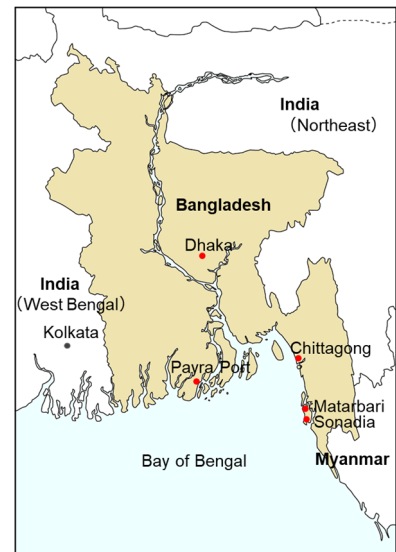 India
（Northeast）
Bangladesh
Dhaka
India
（West Bengal）
Kolkata
Chittagong
Payra Port
Matarbari
Sonadia
Bay of Bengal
Myanmar